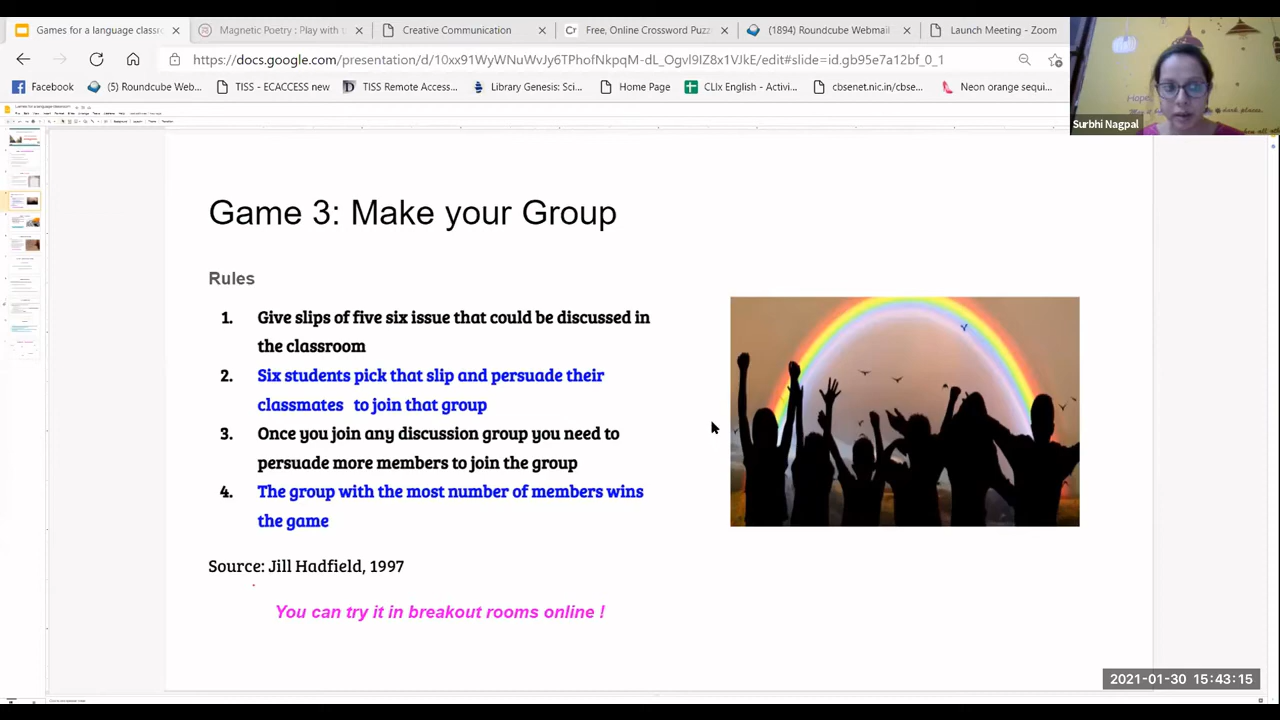 Games for a language classr
Magnetic Poetry : Play with
Creative Communication
Free, Online Crossword Puzz
(1894) Roundcube Webmail
Launch Meeting - Zoom
https://docs.google.com/presentation/d/10xx91WyWNuWvJy6TPhofNkpqM-dL_Ogvl9IZ8x1VJkE/edit#slide=id.gb95e7a12bf_0_1
Facebook
(5) Roundcube Web...
TISS - ECACCESS new
TISS Remote Access...
Library Genesis: Sci...
Home Page
CLIx English - Activi...
cbsenet.nic.in/cbse...
Neon orange sequi...
Surbhi Nagpal
Game 3: Make your Group
Rules
1. Give slips of five six issue that could be discussed in
the classroom
2. Six students pick that slip and persuade their
classmates to join that group
3. Once you join any discussion group you need to
persuade more members to join the group
4. The group with the most number of members wins
the game
Source: Jill Hadfield, 1997
You can try it in breakout rooms online !
2021-01-30 15:43:15